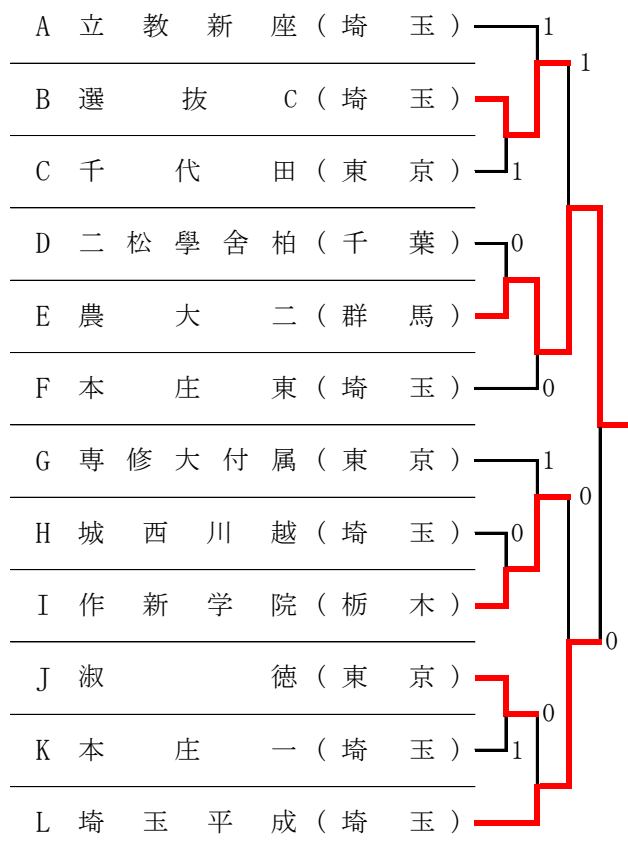 A 立教新座(埼玉) 1
1
B 選抜C(埼玉)
C 千代田(東京) 1
D 二松學舍柏(千葉) 0
E 農大二(群馬)
F 本庄東(埼玉) 0
G 専修大付属(東京) 1
0
H 城西川越(埼玉) 0
I 作新学院(栃木)
0
J 淑徳(東京)
0
K 本庄一(埼玉) 1
L 埼玉平成(埼玉)